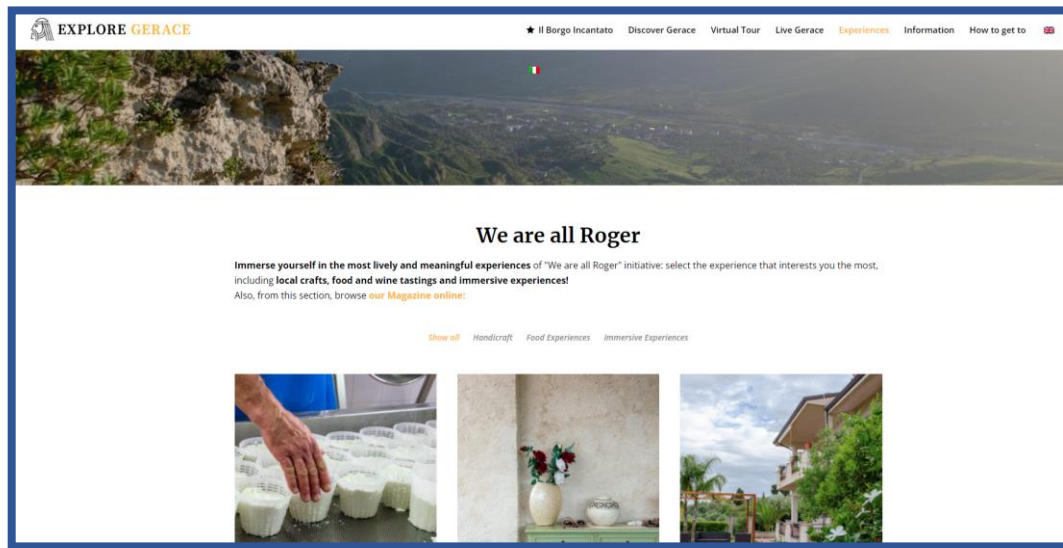 EXPLORE GERACE
★ Il Borgo Incantato Discover Gerace Virtual Tour Live Gerace Experiences Information How to get to
We are all Roger
Immerse yourself in the most lively and meaningful experiences of "We are all Roger" initiative: select the experience that interests you the most,
including local crafts, food and wine tastings and immersive experiences!
Also, from this section, browse our Magazine online:
Show all Handicraft Food Experiences Immersive Experiences